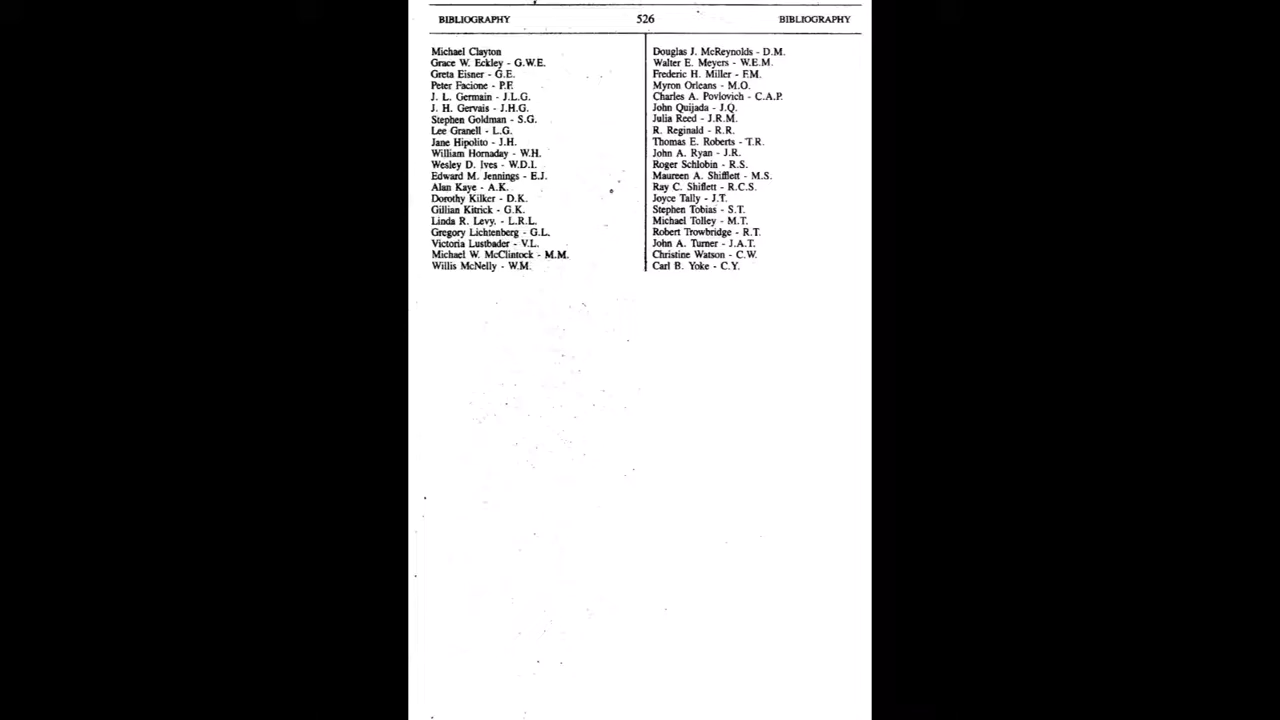 BIBLIOGRAPHY 526 BIBLIOGRAPHY
Michael Clayton
Grace W. Eckley - G.W.E.
Greta Eisner - G.E.
Peter Facione - P.F.
J. L. Germain - J.L.G.
J. H. Gervais - J.H.G.
Stephen Goldman - S.G.
Lee Granell - L.G.
Jane Hipolito - J.H.
William Hornaday - W.H.
Wesley D. Ives - W.D.I.
Edward M. Jennings - E.J.
Alan Kaye - A.K.
Dorothy Kilker - D.K.
Gillian Kitrick - G.K.
Linda R. Levy. - L.R.L.
Gregory Lichtenberg - G.L.
Victoria Lustbader - V.L.
Michael W. McClintock - M.M.
Willis McNelly - W.M.
Douglas J. McReynolds - D.M.
Walter E. Meyers - W.E.M.
Frederic H. Miller - F.M.
Myron Orleans - M.O.
Charles A. Povlovich - C.A.P.
John Quijada - J.Q.
Julia Reed - J.R.M.
R. Reginald - R.R.
Thomas E. Roberts - T.R.
John A. Ryan - J.R.
Roger Schlobin - R.S.
Maureen A. Shifflett - M.S.
Ray C. Shiflett - R.C.S.
Joyce Tally - J.T.
Stephen Tobias - S.T.
Michael Tolley - M.T.
Robert Trowbridge - R.T.
John A. Turner - J.A.T.
Christine Watson - C.W.
Carl B. Yoke - C.Y.